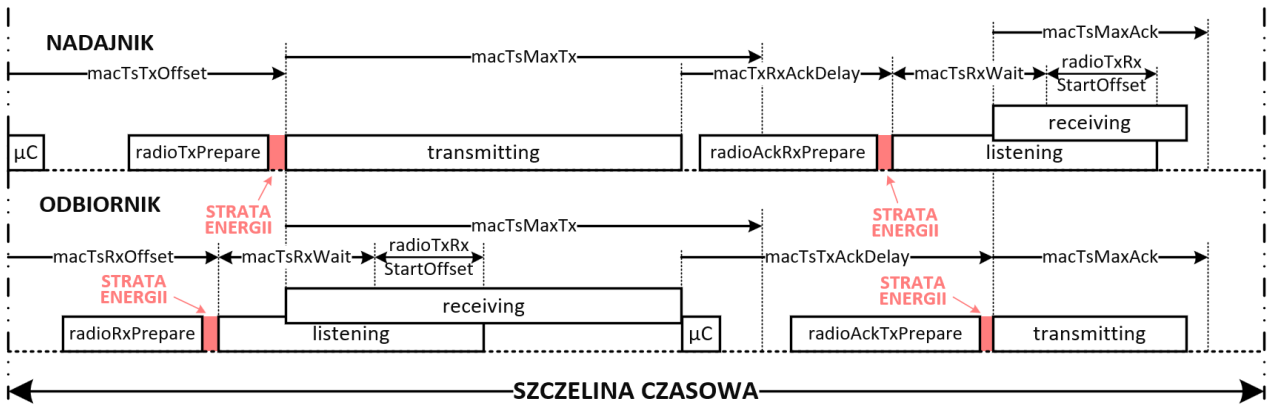 NADAJNIK
macTsMaxAck
macTsMaxTx
macTsTxOffset
macTxRxAckDelay
macTsRxWait
radioTxRx
StartOffset
receiving
μC
radioTxPrepare
transmitting
radioAckRxPrepare
listening
STRATA
ENERGII
STRATA
ENERGII
ODBIORNIK
macTsMaxTx
macTsRxOffset
macTsRxWait
radioTxRx
StartOffset
macTsTxAckDelay
macTsMaxAck
STRATA
ENERGII
STRATA
ENERGII
receiving
radioRxPrepare
listening
μC
radioAckTxPrepare
transmitting
SZCZELINA CZASOWA